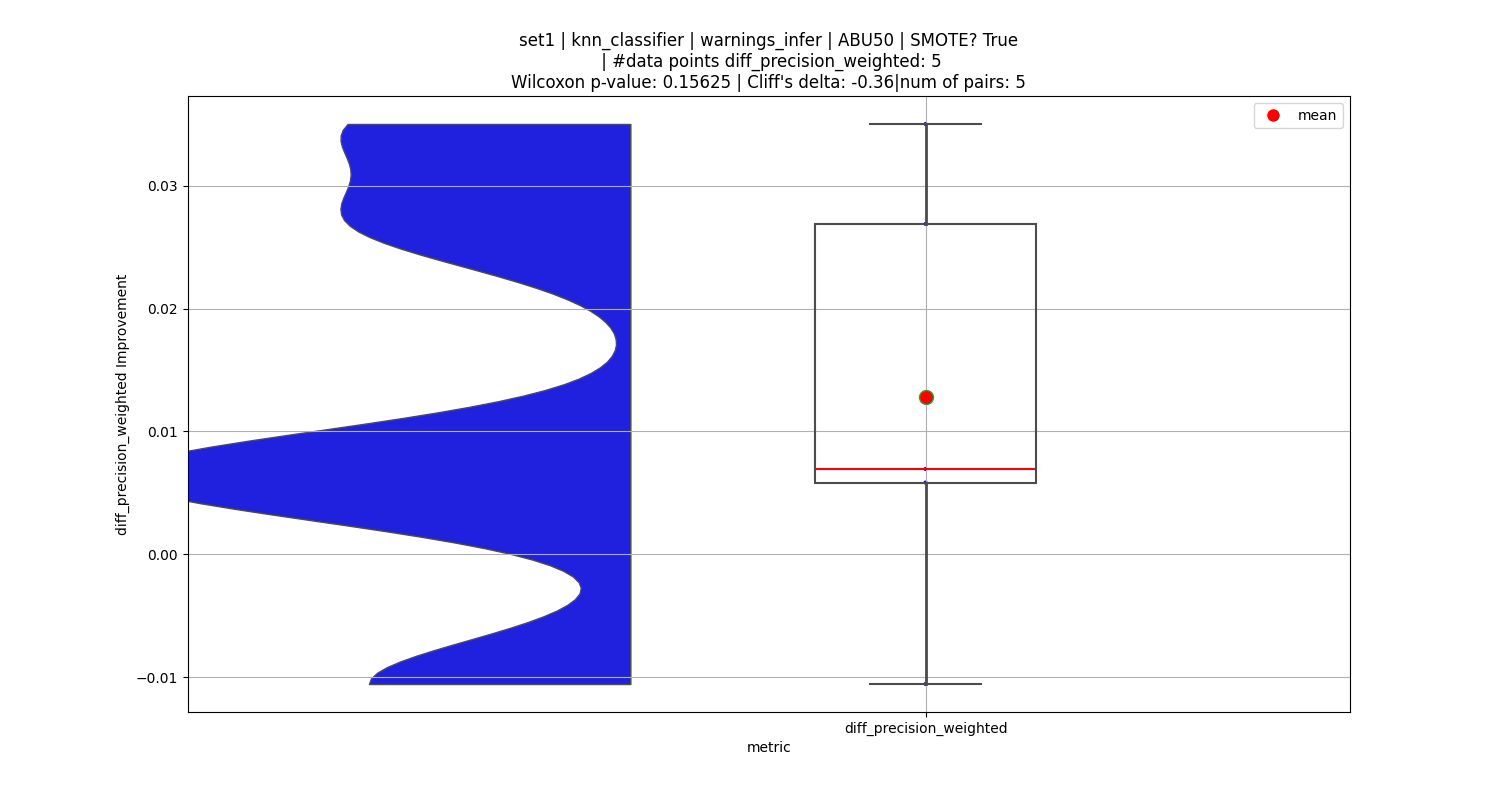 set1 | knn_classifier | warnings_infer | ABU50 | SMOTE? True
| #data points diff_precision_weighted: 5
Wilcoxon p-value: 0.15625 | Cliff's delta: -0.36|num of pairs: 5
mean
0.03
0.02
0.01
0.00
−0.01
diff_precision_weighted Improvement
diff_precision_weighted
metric